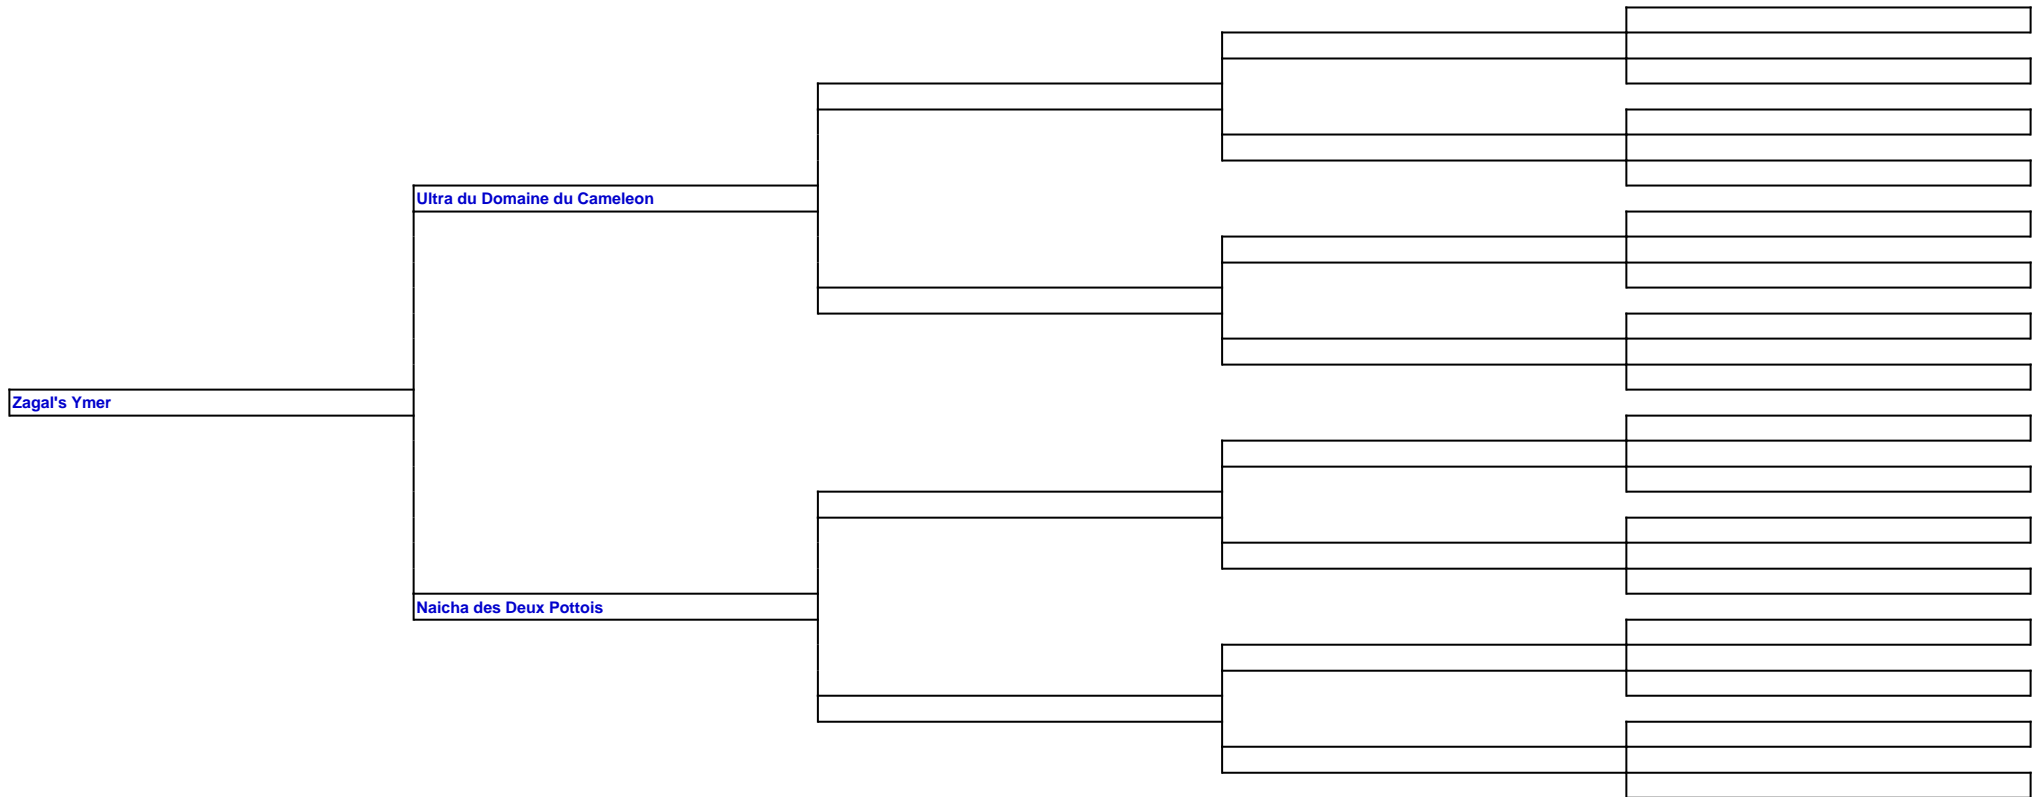 Ultra du Domaine du Cameleon
Zagal's Ymer
Naicha des Deux Pottois